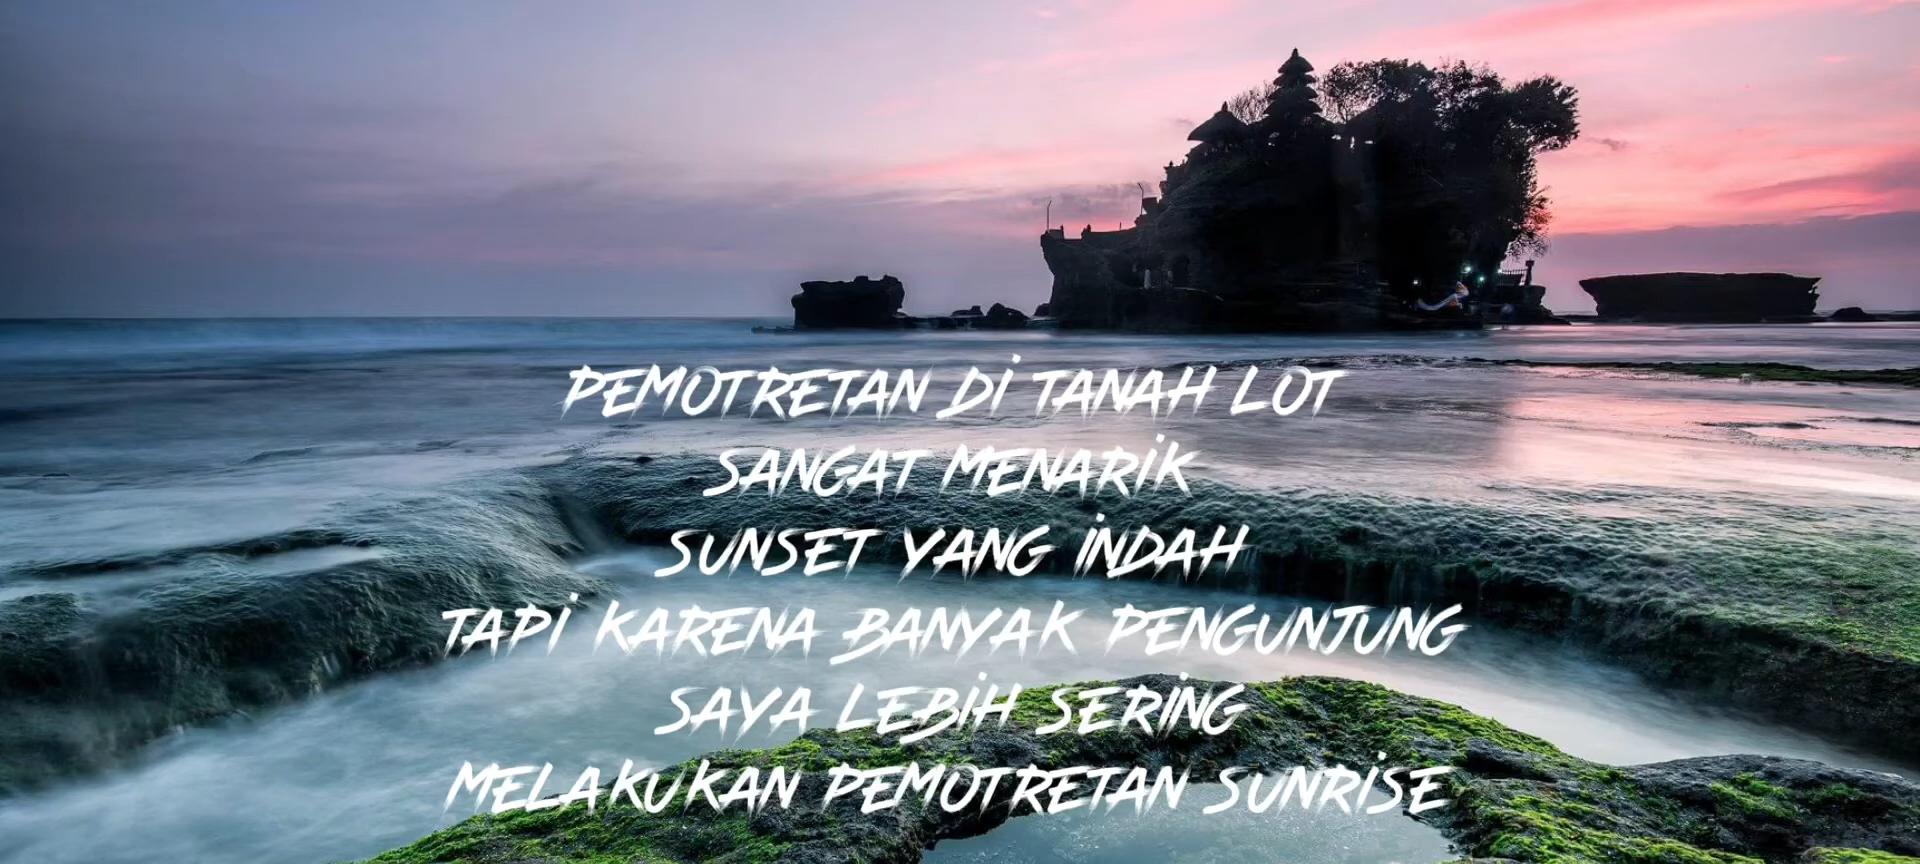 PEMOTRETAN Di TANAH LOT
SANGAT MENARiK
SUNSET YANG iNDAH
TAPi KARENA BANYAK PENGUNJUNG
SAYA LEBiH SERiNG
MELAKUKAN PEMOTRETAN SUNRiSE